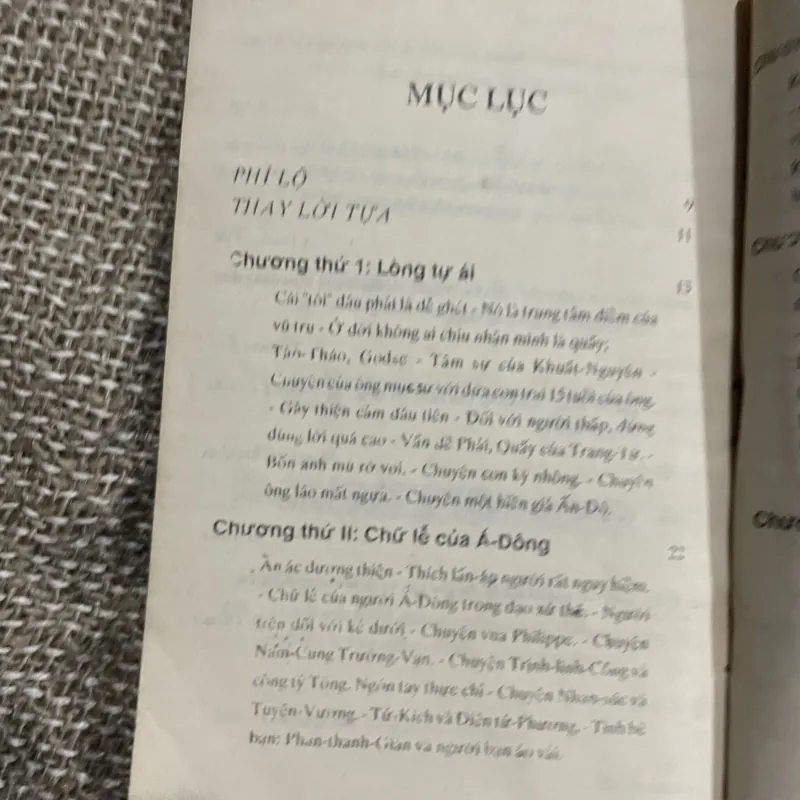 MỤC LỤC
PHÍ LỘ 9
THAY LỜI TỰA 11
Chương thứ 1: Lòng tự ái 13
Cái "tôi" đâu phải là dễ ghét - Nó là trung tâm điểm của
vũ trụ - Ở đời không ai chịu nhận mình là quấy,
Tào-Tháo, Godse - Tâm sự của Khuất-Nguyên -
Chuyện của ông mục sư với đứa con trai 15 tuổi của ông.
- Gây thiện cảm đầu tiên - Đối với người thấp, đừng
dùng lời quá cao - Vấn đề Phải, Quấy của Trang-Tử. -
Bốn anh mù rờ voi. - Chuyện con kỳ nhông. - Chuyện
ông lão mất ngựa. - Chuyện một hiền giả Ấn-Độ.
Chương thứ II: Chữ lễ của Á-Đông 22
Ẩn ác dương thiện - Thích lấn-áp người rất nguy hiểm.
- Chữ lễ của người Á-Đông trong đạo xử thế. - Người
trên đối với kẻ dưới - Chuyện vua Philippe. - Chuyện
Nấm-Cung Trường-Vạn. - Chuyện Trịnh-linh-Công và
công tý Tống. Ngón tay thực chỉ - Chuyện Nhan-súc và
Tuyên-Vương. - Tử-Kích và Điền-tử-Phương. - Tình bè
bạn: Phan-thanh-Giản và người bạn áo vải.
Chươ